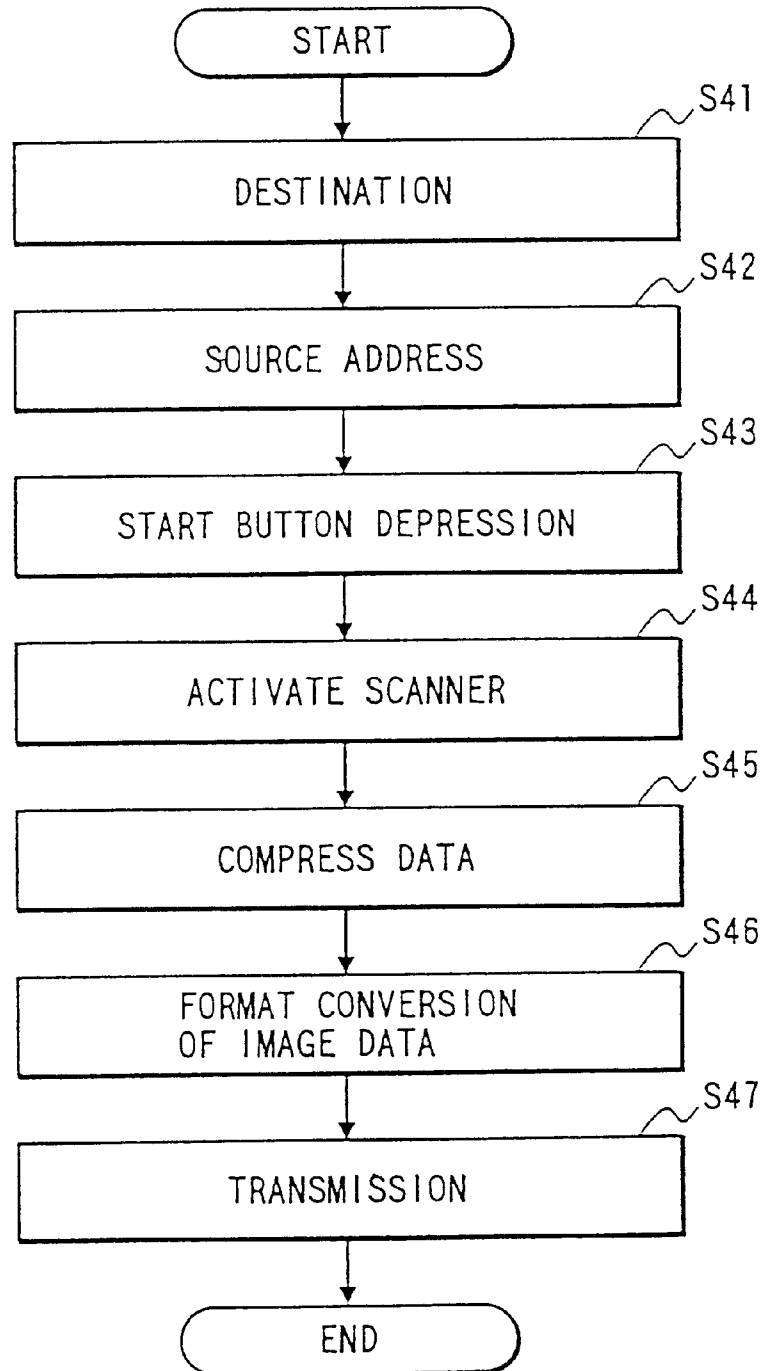 START
S41
DESTINATION
S42
SOURCE ADDRESS
S43
START BUTTON DEPRESSION
S44
ACTIVATE SCANNER
S45
COMPRESS DATA
S46
FORMAT CONVERSION
OF IMAGE DATA
S47
TRANSMISSION
END